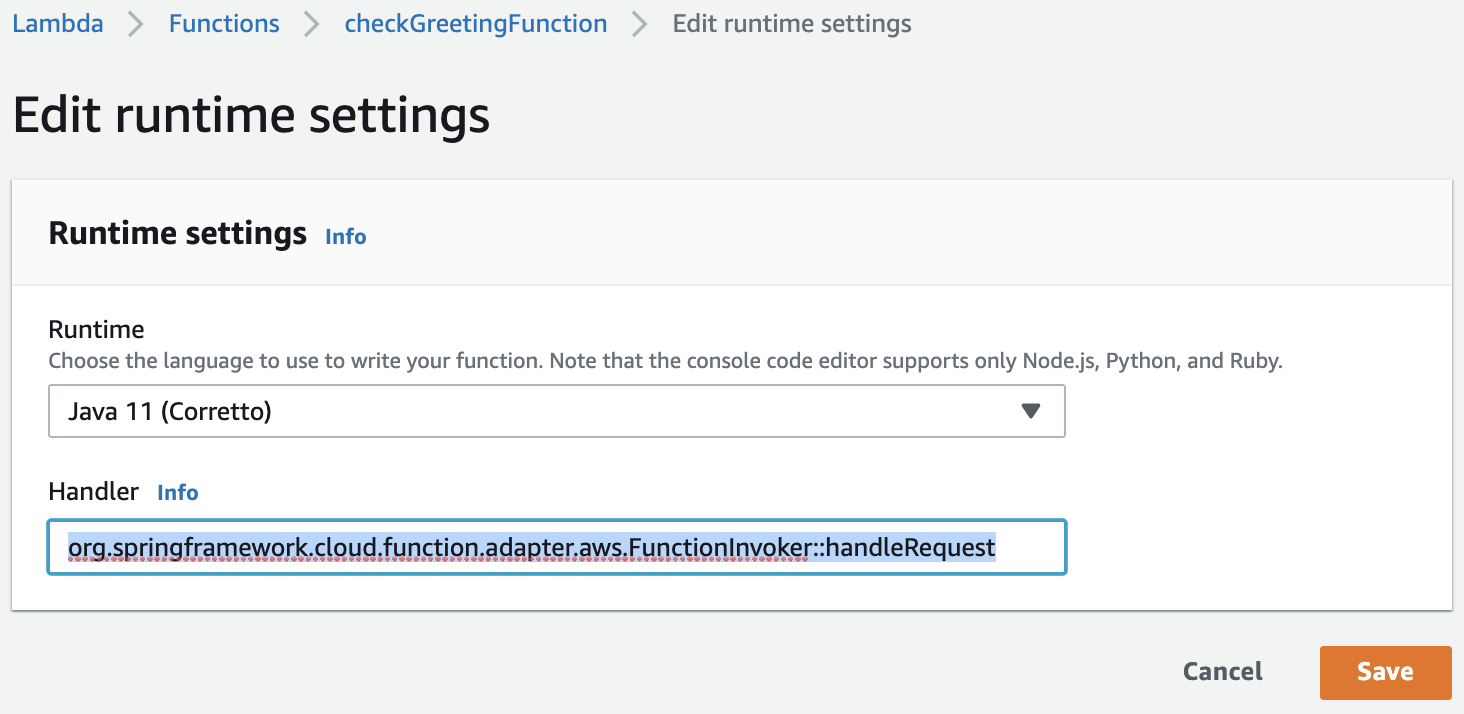 Lambda > Functions > checkGreetingFunction > Edit runtime settings
Edit runtime settings
Runtime settings Info
Runtime
Choose the language to use to write your function. Note that the console code editor supports only Node.js, Python, and Ruby.
Java 11 (Corretto)
Handler Info
org.springframework.cloud.function.adapter.aws.FunctionInvoker::handleRequest
Cancel Save